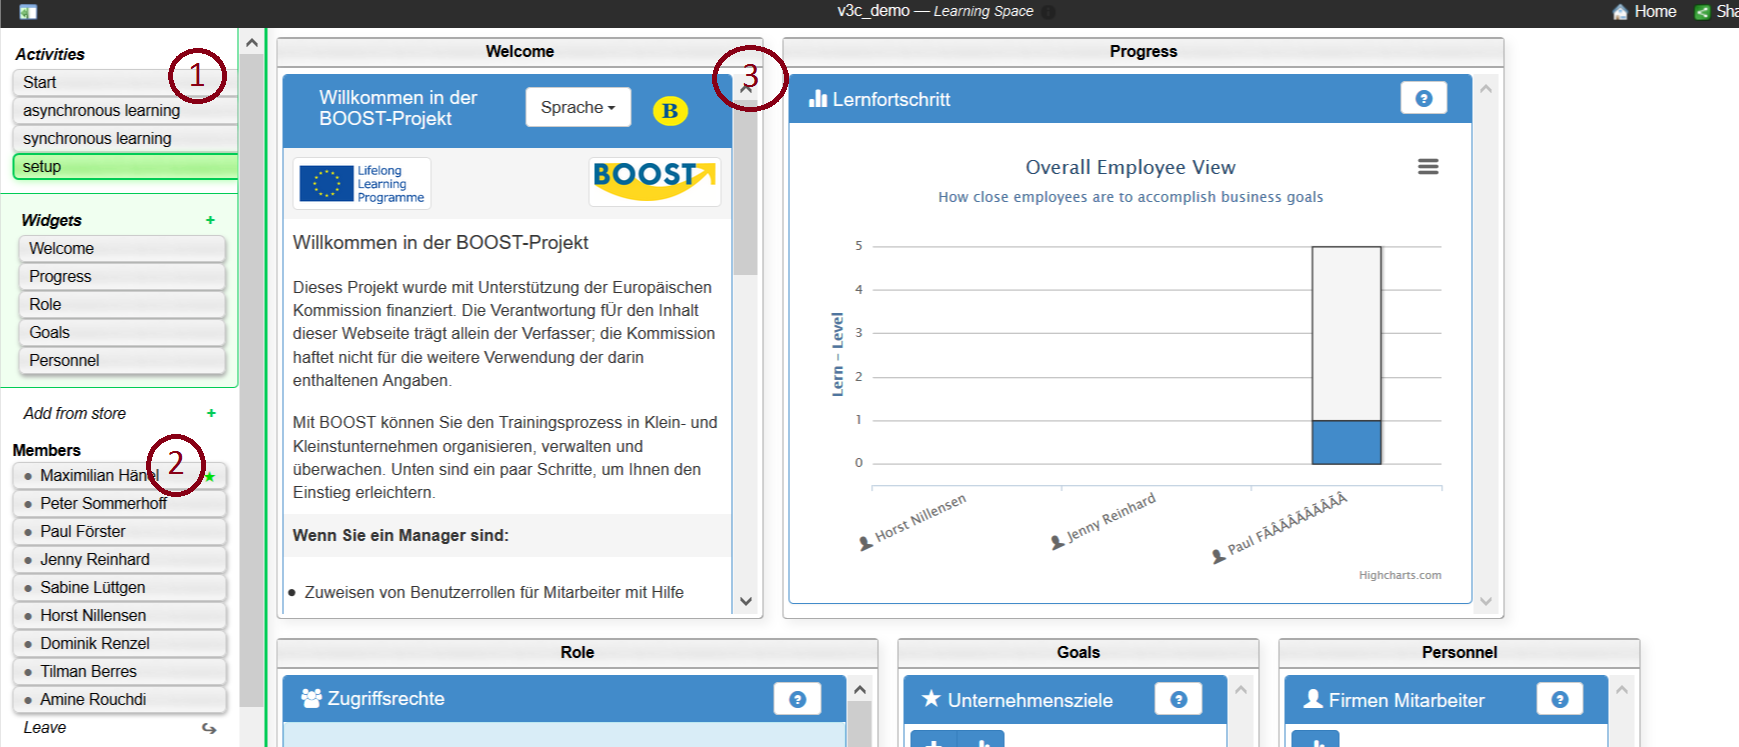 v3c_demo — Learning Space
Home
Sha
Activities
1
Start
asynchronous learning
synchronous learning
setup
Widgets +
Welcome
Progress
Role
Goals
Personnel
Add from store +
Members
2
Maximilian Hänel
Peter Sommerhoff
Paul Förster
Jenny Reinhard
Sabine Lüttgen
Horst Nillensen
Dominik Renzel
Tilman Berres
Amine Rouchdi
Leave
Welcome
3
Willkommen in der
BOOST-Projekt
Sprache
B
Lifelong
Learning
Programme
BOOST
Willkommen in der BOOST-Projekt
Dieses Projekt wurde mit Unterstützung der Europäischen
Kommission finanziert. Die Verantwortung fÜr den Inhalt
dieser Webseite trägt allein der Verfasser; die Kommission
haftet nicht für die weitere Verwendung der darin
enthaltenen Angaben.
Mit BOOST können Sie den Trainingsprozess in Klein- und
Kleinstunternehmen organisieren, verwalten und
überwachen. Unten sind ein paar Schritte, um Ihnen den
Einstieg erleichtern.
Wenn Sie ein Manager sind:
• Zuweisen von Benutzerrollen für Mitarbeiter mit Hilfe
Progress
Lernfortschritt
?
Overall Employee View
How close employees are to accomplish business goals
Lern - Level
5
4
3
2
1
0
Horst Nillensen
Jenny Reinhard
Paul FÃÂÃÂÃÂÃÂÃÂ
Highcharts.com
Role
Zugriffsrechte
?
Goals
Unternehmensziele
?
Personnel
Firmen Mitarbeiter
?